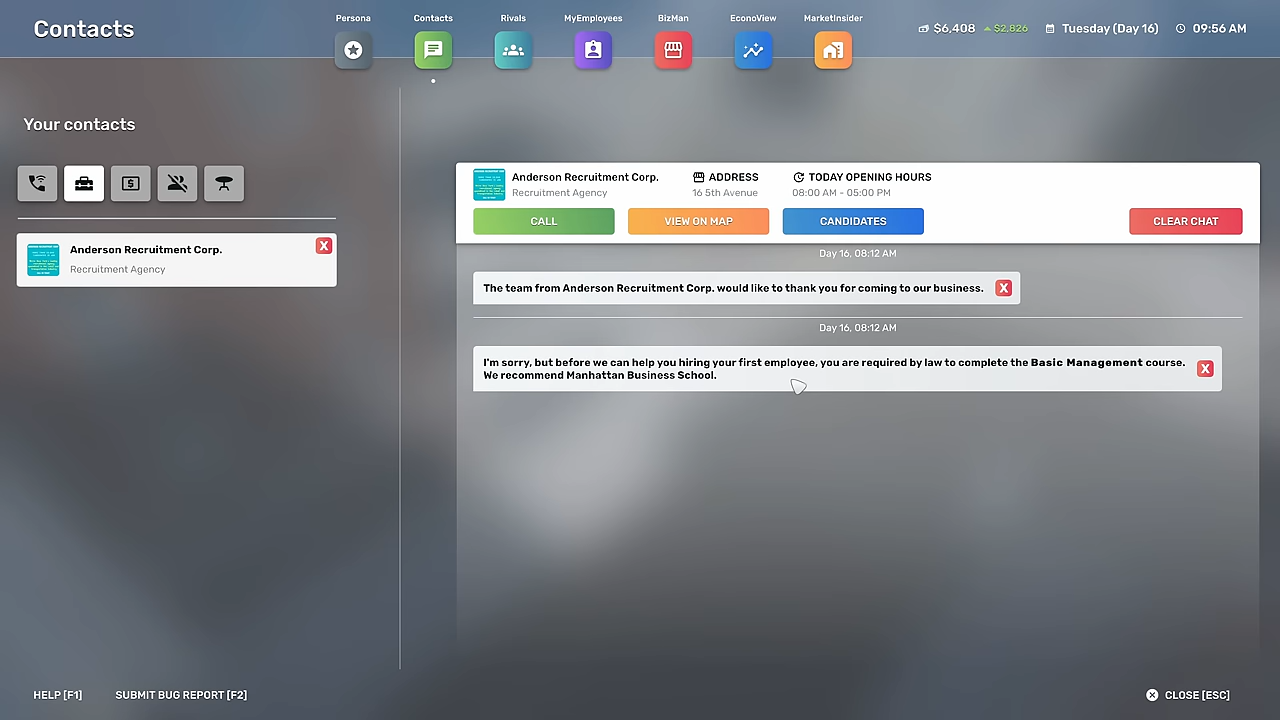 Contacts
Persona
Contacts
Rivals
MyEmployees
BizMan
EconoView
MarketInsider
$6,408
$2,826
Tuesday (Day 16)
09:56 AM
Your contacts
Anderson Recruitment Corp.
Recruitment Agency
X
Anderson Recruitment Corp.
Recruitment Agency
ADDRESS
16 5th Avenue
TODAY OPENING HOURS
08:00 AM - 05:00 PM
CALL
VIEW ON MAP
CANDIDATES
CLEAR CHAT
Day 16, 08:12 AM
The team from Anderson Recruitment Corp. would like to thank you for coming to our business.
X
Day 16, 08:12 AM
I'm sorry, but before we can help you hiring your first employee, you are required by law to complete the Basic Management course.
We recommend Manhattan Business School.
X
HELP [F1]
SUBMIT BUG REPORT [F2]
CLOSE [ESC]